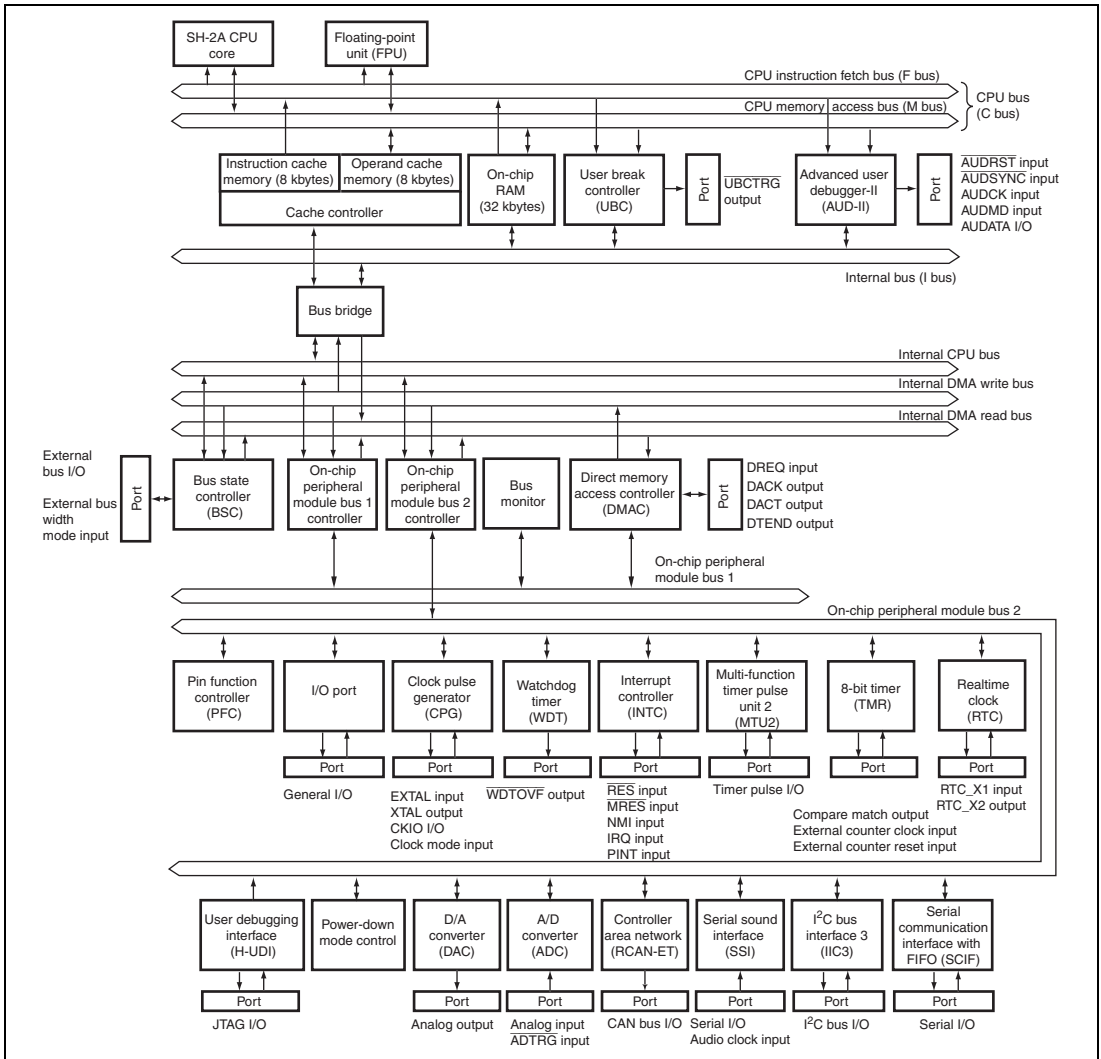 SH-2A CPU
core
Floating-point
unit (FPU)
CPU instruction fetch bus (F bus)
CPU memory access bus (M bus)
CPU bus
(C bus)
Instruction cache
memory (8 kbytes)
Operand cache
memory (8 kbytes)
Cache controller
On-chip
RAM
(32 kbytes)
User break
controller
(UBC)
Port
UBCTRG
output
Advanced user
debugger-II
(AUD-II)
Port
AUDRST input
AUDSYNC input
AUDCK input
AUDMD input
AUDATA I/O
Internal bus (I bus)
Bus bridge
Internal CPU bus
Internal DMA write bus
Internal DMA read bus
External
bus I/O
External bus
width
mode input
Port
Bus state
controller
(BSC)
On-chip
peripheral
module bus 1
controller
On-chip
peripheral
module bus 2
controller
Bus
monitor
Direct memory
access controller
(DMAC)
Port
DREQ input
DACK output
DACT output
DTEND output
On-chip peripheral
module bus 1
On-chip peripheral module bus 2
Pin function
controller
(PFC)
I/O port
Clock pulse
generator
(CPG)
Watchdog
timer
(WDT)
Interrupt
controller
(INTC)
Multi-function
timer pulse
unit 2
(MTU2)
8-bit timer
(TMR)
Realtime
clock
(RTC)
Port
Port
Port
Port
Port
Port
Port
General I/O
EXTAL input
XTAL output
CKIO I/O
Clock mode input
WDTOVF output
RES input
MRES input
NMI input
IRQ input
PINT input
Timer pulse I/O
Compare match output
External counter clock input
External counter reset input
RTC_X1 input
RTC_X2 output
User debugging
interface
(H-UDI)
Power-down
mode control
D/A
converter
(DAC)
A/D
converter
(ADC)
Controller
area network
(RCAN-ET)
Serial sound
interface
(SSI)
I²C bus
interface 3
(IIC3)
Serial
communication
interface with
FIFO (SCIF)
Port
Port
Port
Port
Port
Port
Port
JTAG I/O
Analog output
Analog input
ADTRG input
CAN bus I/O
Serial I/O
Audio clock input
I²C bus I/O
Serial I/O